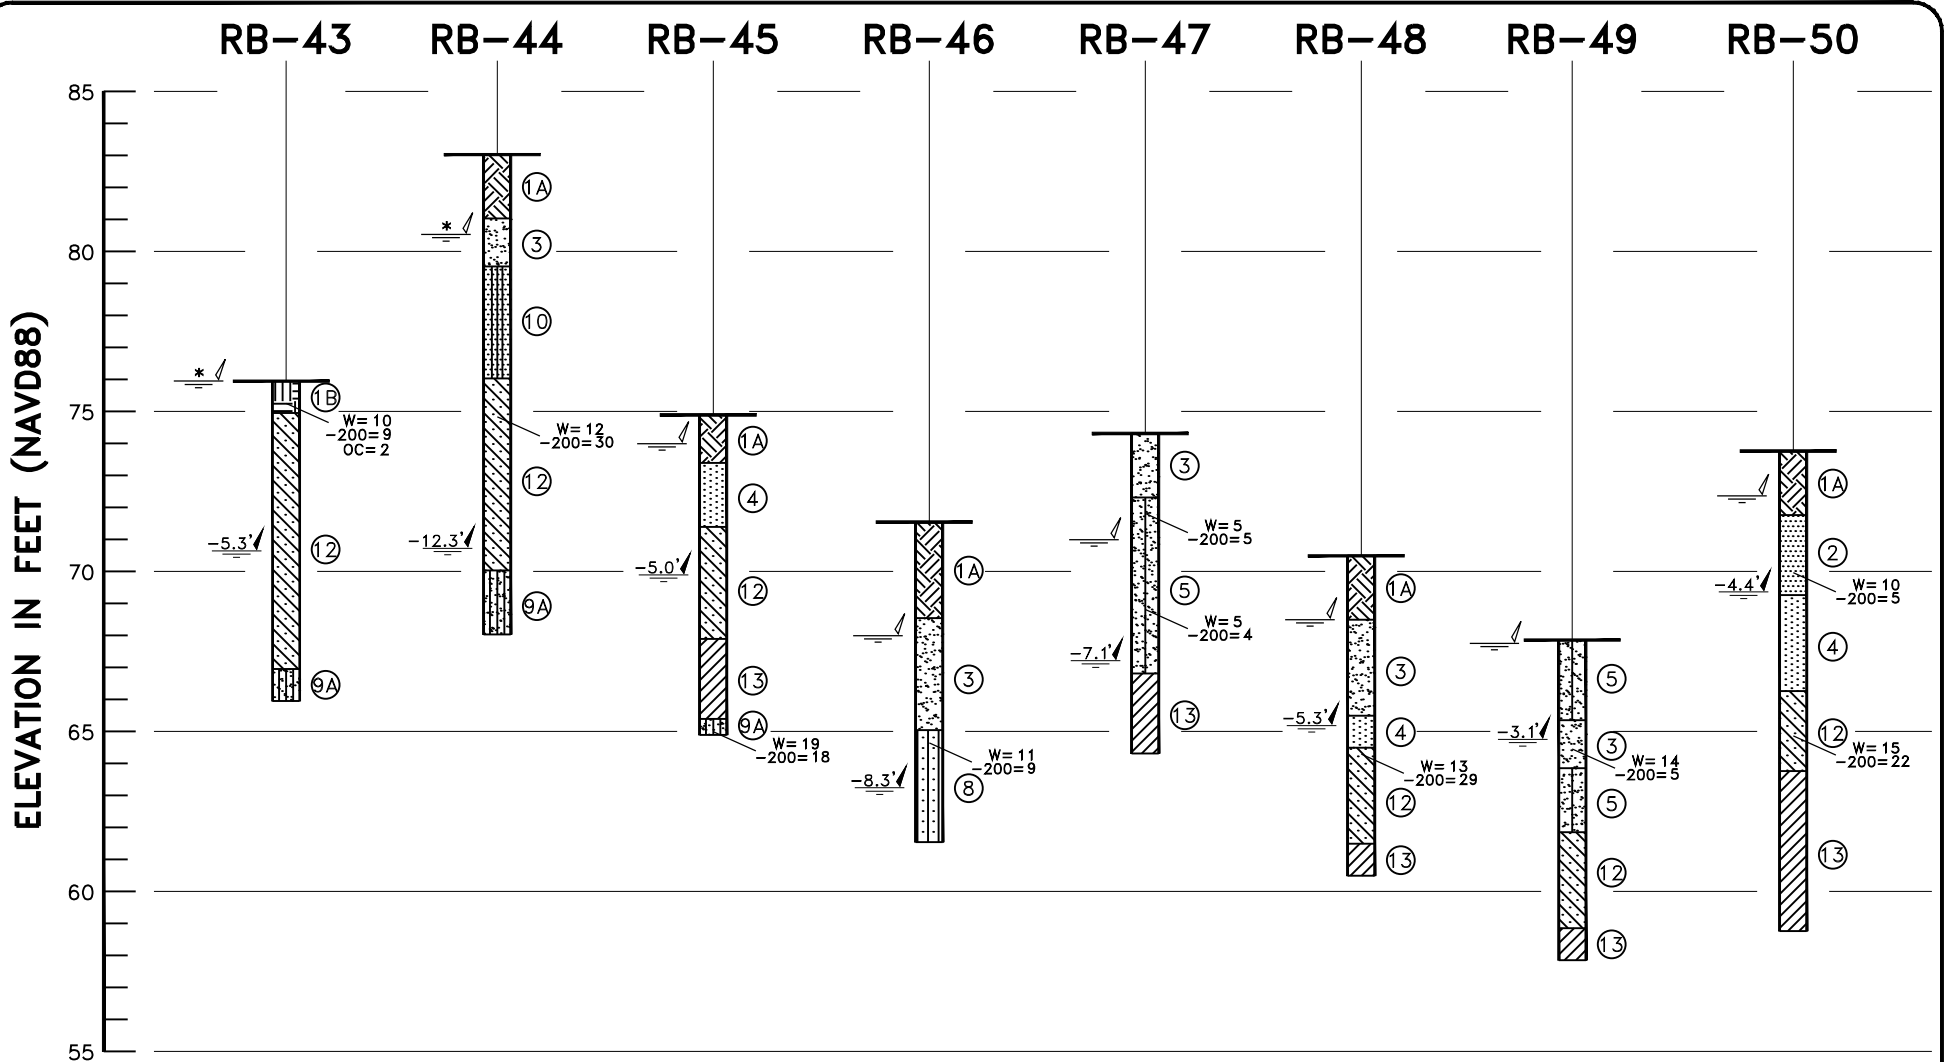 RB-43 RB-44 RB-45 RB-46 RB-47 RB-48 RB-49 RB-50
ELEVATION IN FEET (NAVD88)
85
80
75
70
65
60
55
*
1B
W= 10
-200=9
OC= 2
-5.3'
12
9A
1A
*
3
10
W= 12
-200=30
12
-12.3'
9A
1A
4
-5.0'
12
13
9A
W= 19
-200= 18
1A
3
W= 11
-200=9
-8.3'
8
3
W= 5
-200=5
5
W= 5
-200=4
-7.1'
13
1A
3
-5.3'
4
W= 13
-200=29
12
13
5
-3.1'
3
W= 14
-200=5
5
12
13
1A
2
-4.4'
W= 10
-200=5
4
12
W= 15
-200=22
13